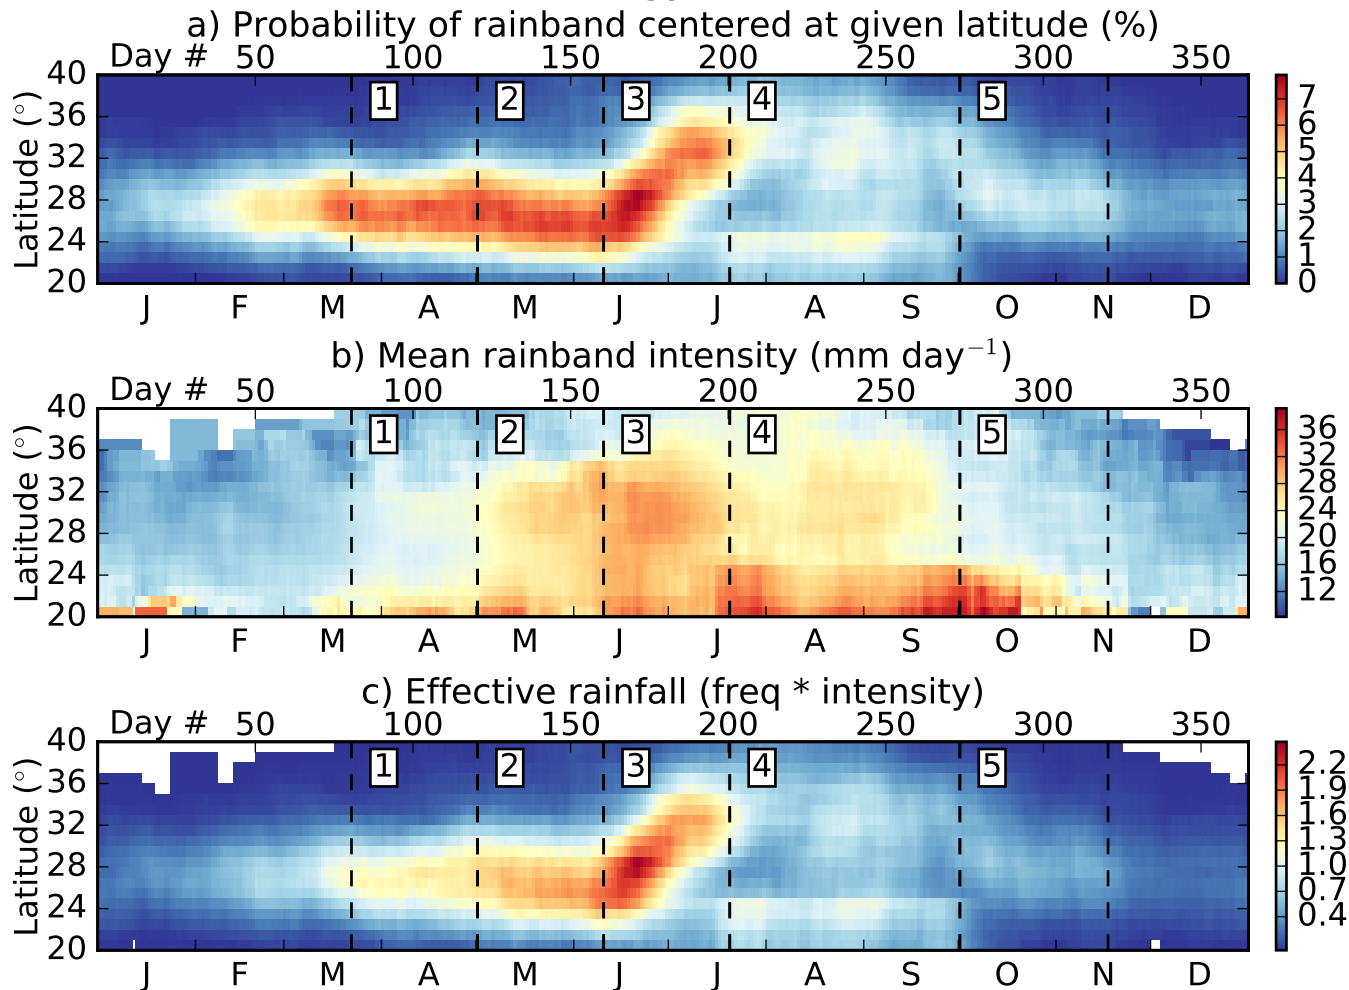 a) Probability of rainband centered at given latitude (%)
Day # 50 100 150 200 250 300 350
40
36
32
28
24
20
Latitude (°)
1 2 3 4 5
7
6
5
4
3
3
2
1
0
J F M A M J J A S O N D
b) Mean rainband intensity (mm day⁻¹)
Day # 50 100 150 200 250 300 350
40
36
32
28
24
20
Latitude (°)
1 2 3 4 5
36
32
28
24
20
16
12
J F M A M J J A S O N D
c) Effective rainfall (freq * intensity)
Day # 50 100 150 200 250 300 350
40
36
32
28
24
20
Latitude (°)
1 2 3 4 5
2.2
1.9
1.6
1.3
1.0
0.7
0.4
J F M A M J J A S O N D